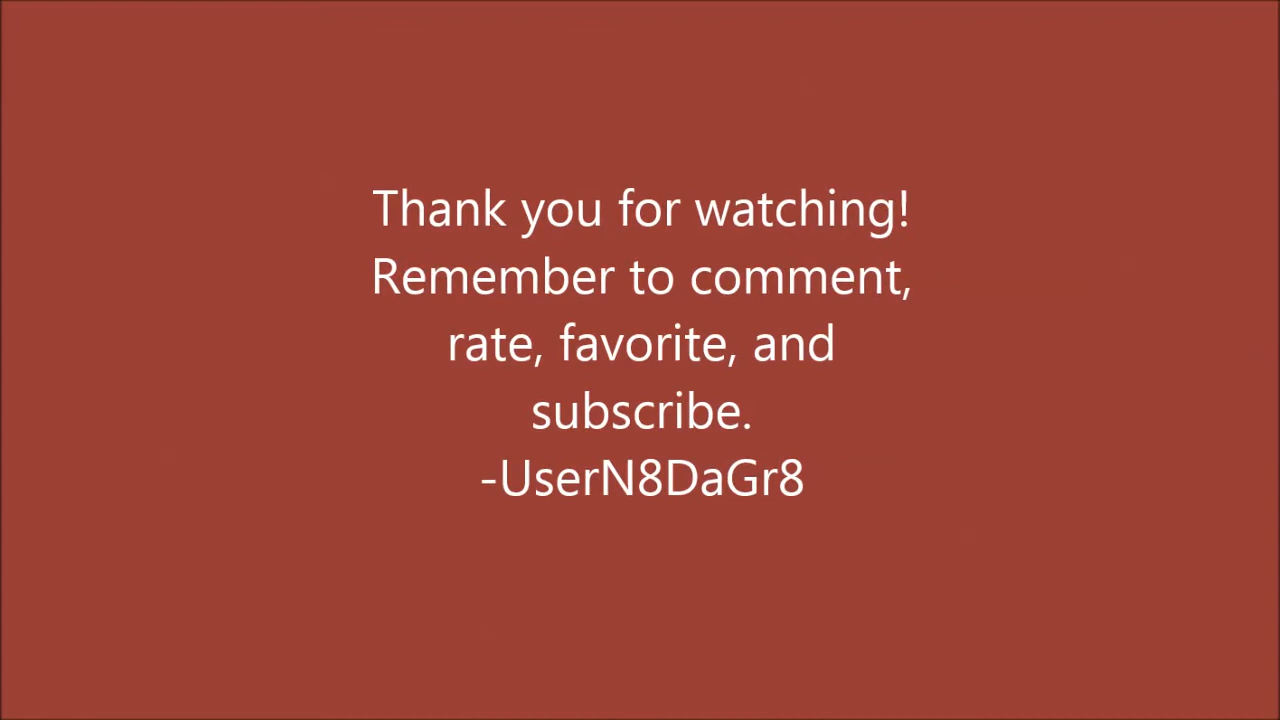 Thank you for watching!
Remember to comment,
rate, favorite, and
subscribe.
-UserN8DaGr8